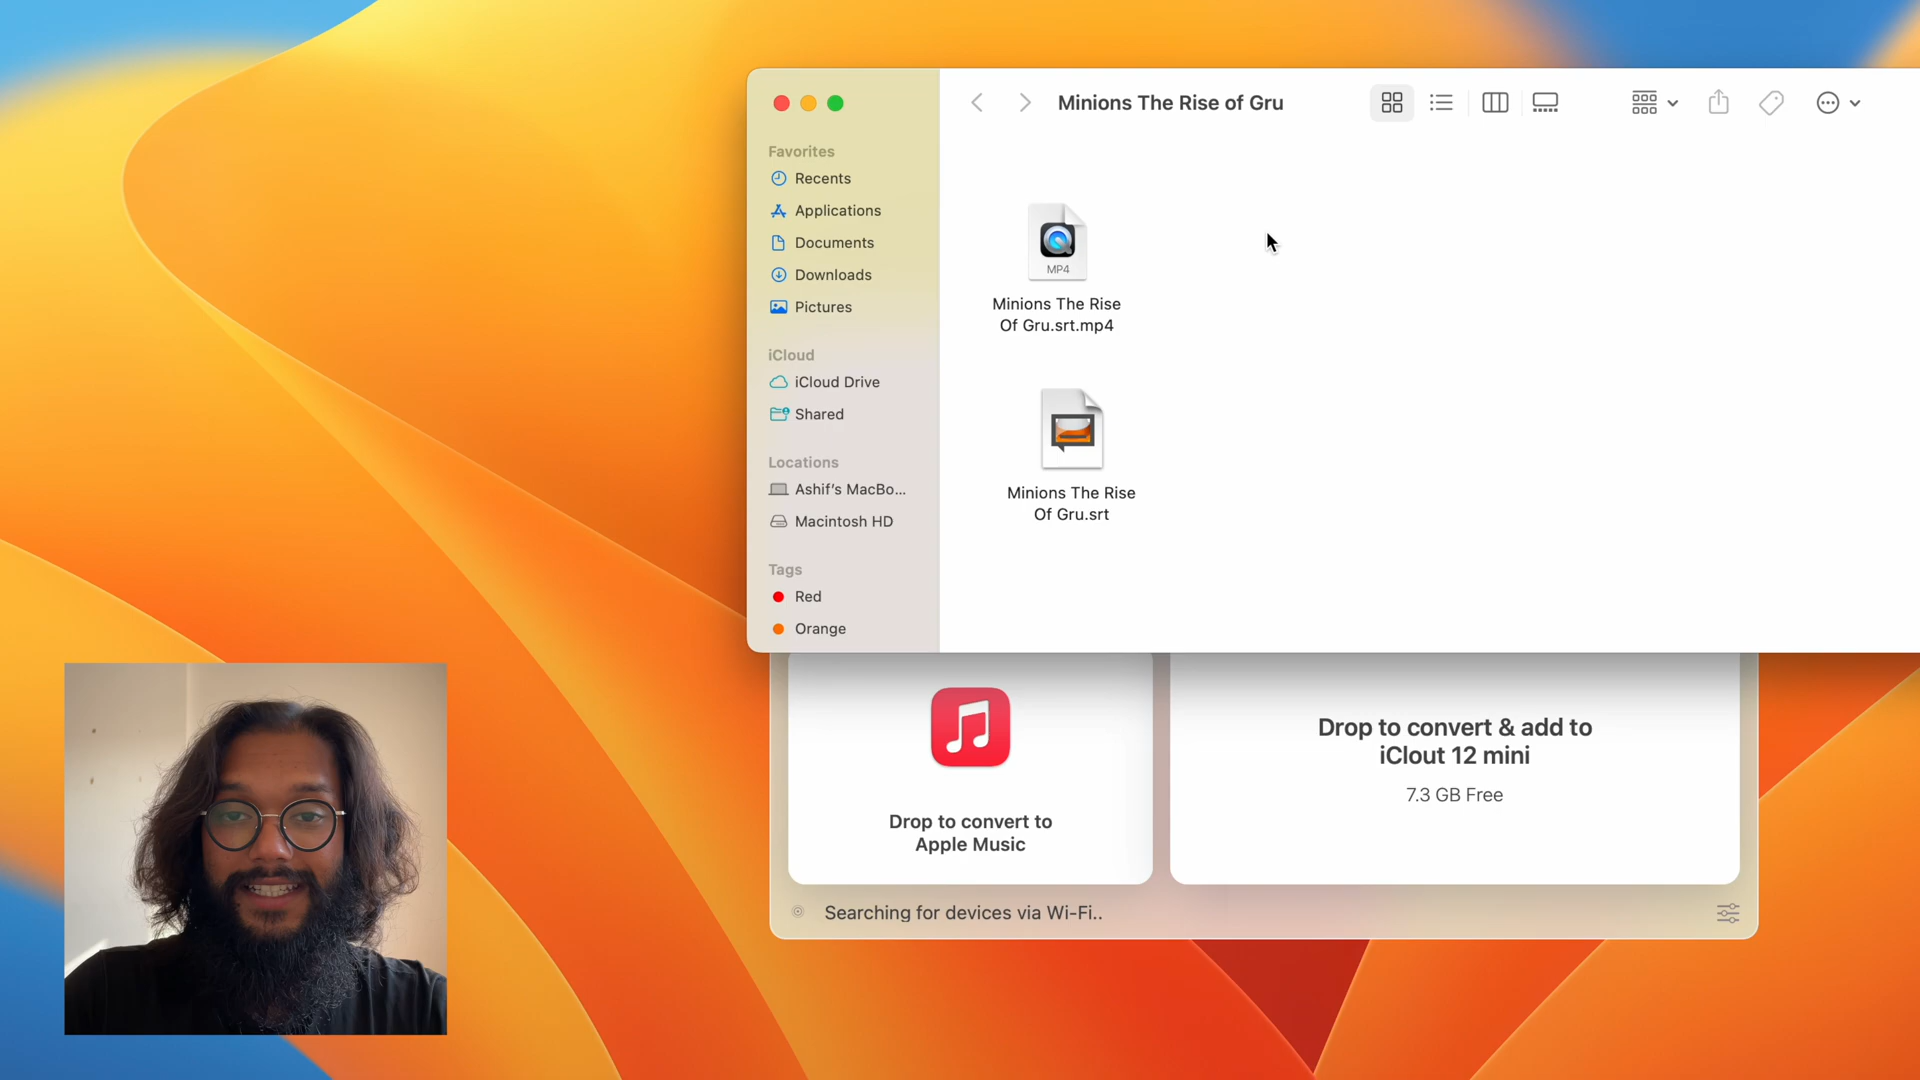 Minions The Rise of Gru
Favorites
Recents
Applications
Documents
Downloads
Pictures
iCloud
iCloud Drive
Shared
Locations
Ashif's MacBo...
Macintosh HD
Tags
Red
Orange
MP4
Minions The Rise
Of Gru.srt.mp4
Minions The Rise
Of Gru.srt
Drop to convert to
Apple Music
Drop to convert & add to
iClout 12 mini
7.3 GB Free
Searching for devices via Wi-Fi..